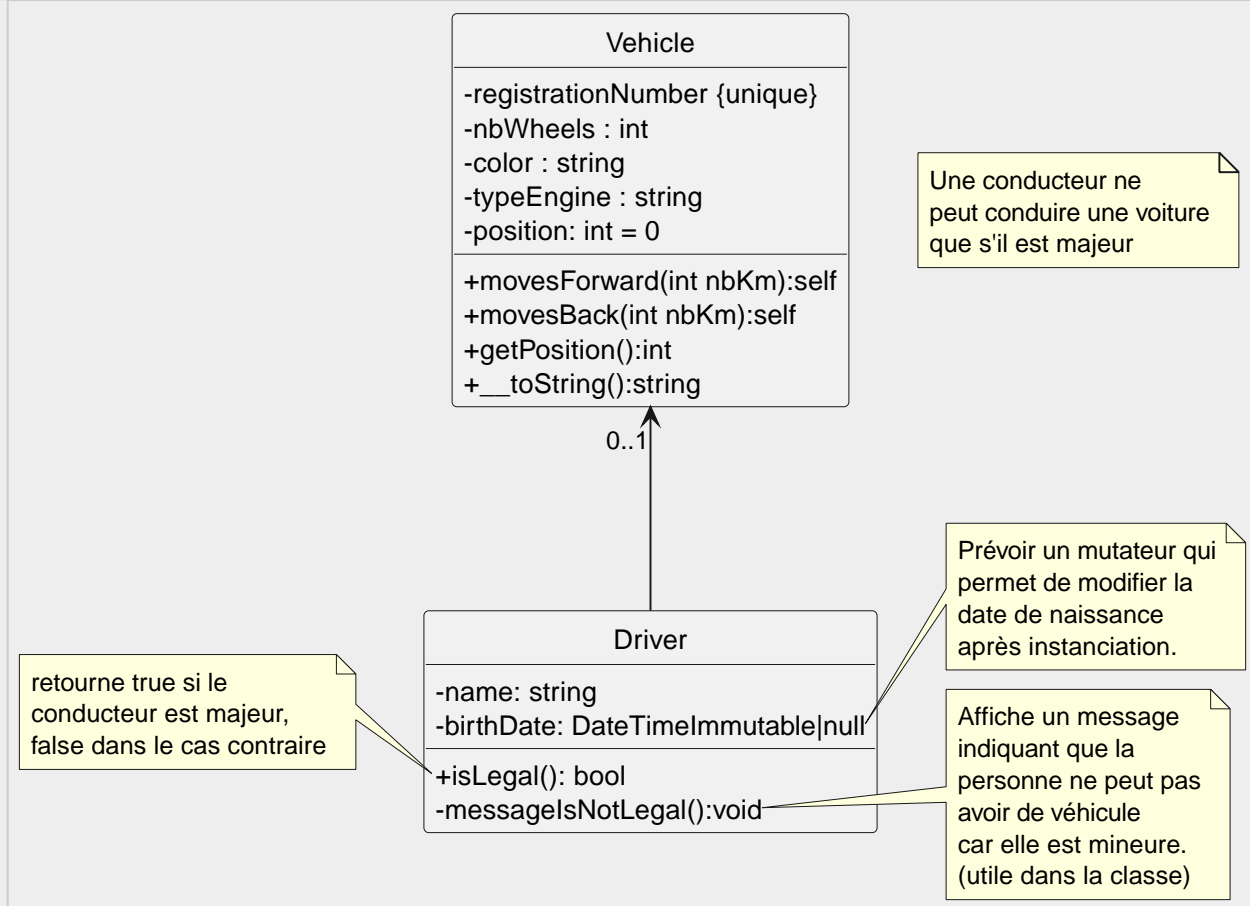 Vehicle
-registrationNumber {unique}
-nbWheels : int
-color : string
-typeEngine : string
-position: int = 0
+movesForward(int nbKm):self
+movesBack(int nbKm):self
+getPosition():int
+__toString():string
Une conducteur ne
peut conduire une voiture
que s'il est majeur
0..1
Prévoir un mutateur qui
permet de modifier la
date de naissance
après instanciation.
Driver
-name: string
-birthDate: DateTimeImmutable|null
+isLegal(): bool
-messageIsNotLegal():void
retourne true si le
conducteur est majeur,
false dans le cas contraire
Affiche un message
indiquant que la
personne ne peut pas
avoir de véhicule
car elle est mineure.
(utile dans la classe)